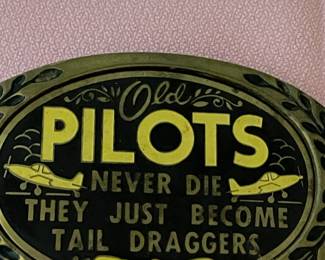 Old
PILOTS
NEVER DIE
THEY JUST BECOME
TAIL DRAGGERS